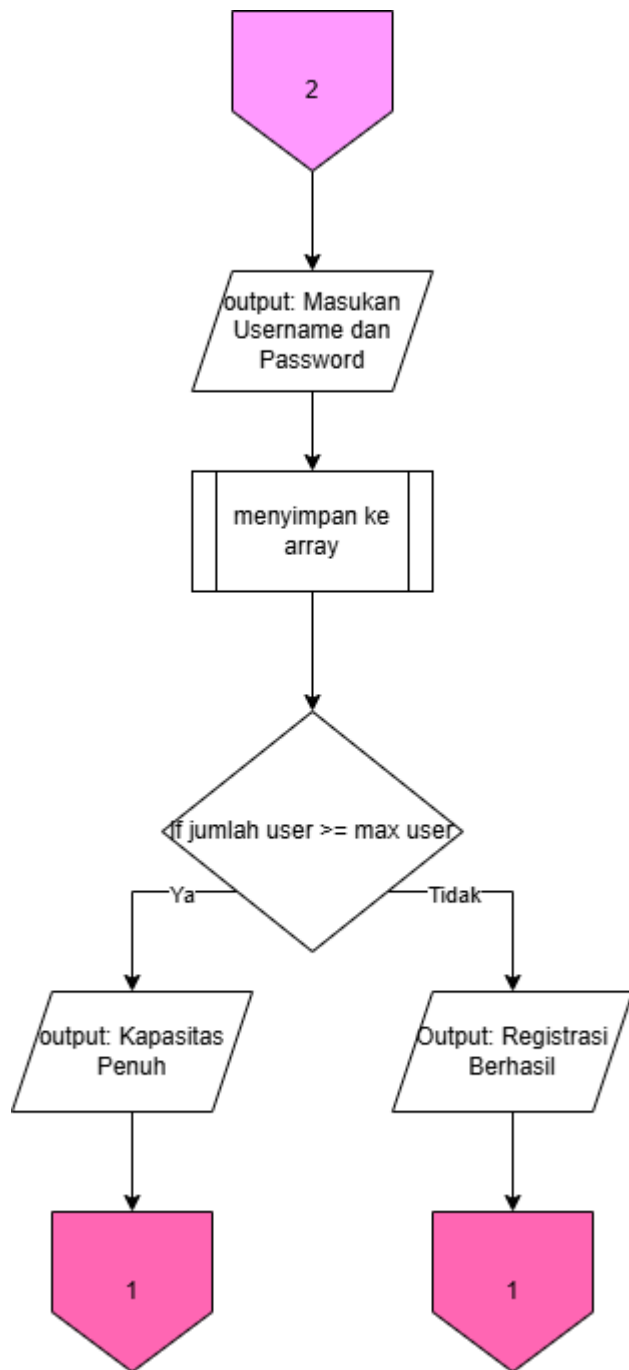 2
output: Masukan
Username dan
Password
menyimpan ke
array
If jumlah user >= max user
Ya
Tidak
output: Kapasitas
Penuh
Output: Registrasi
Berhasil
1
1